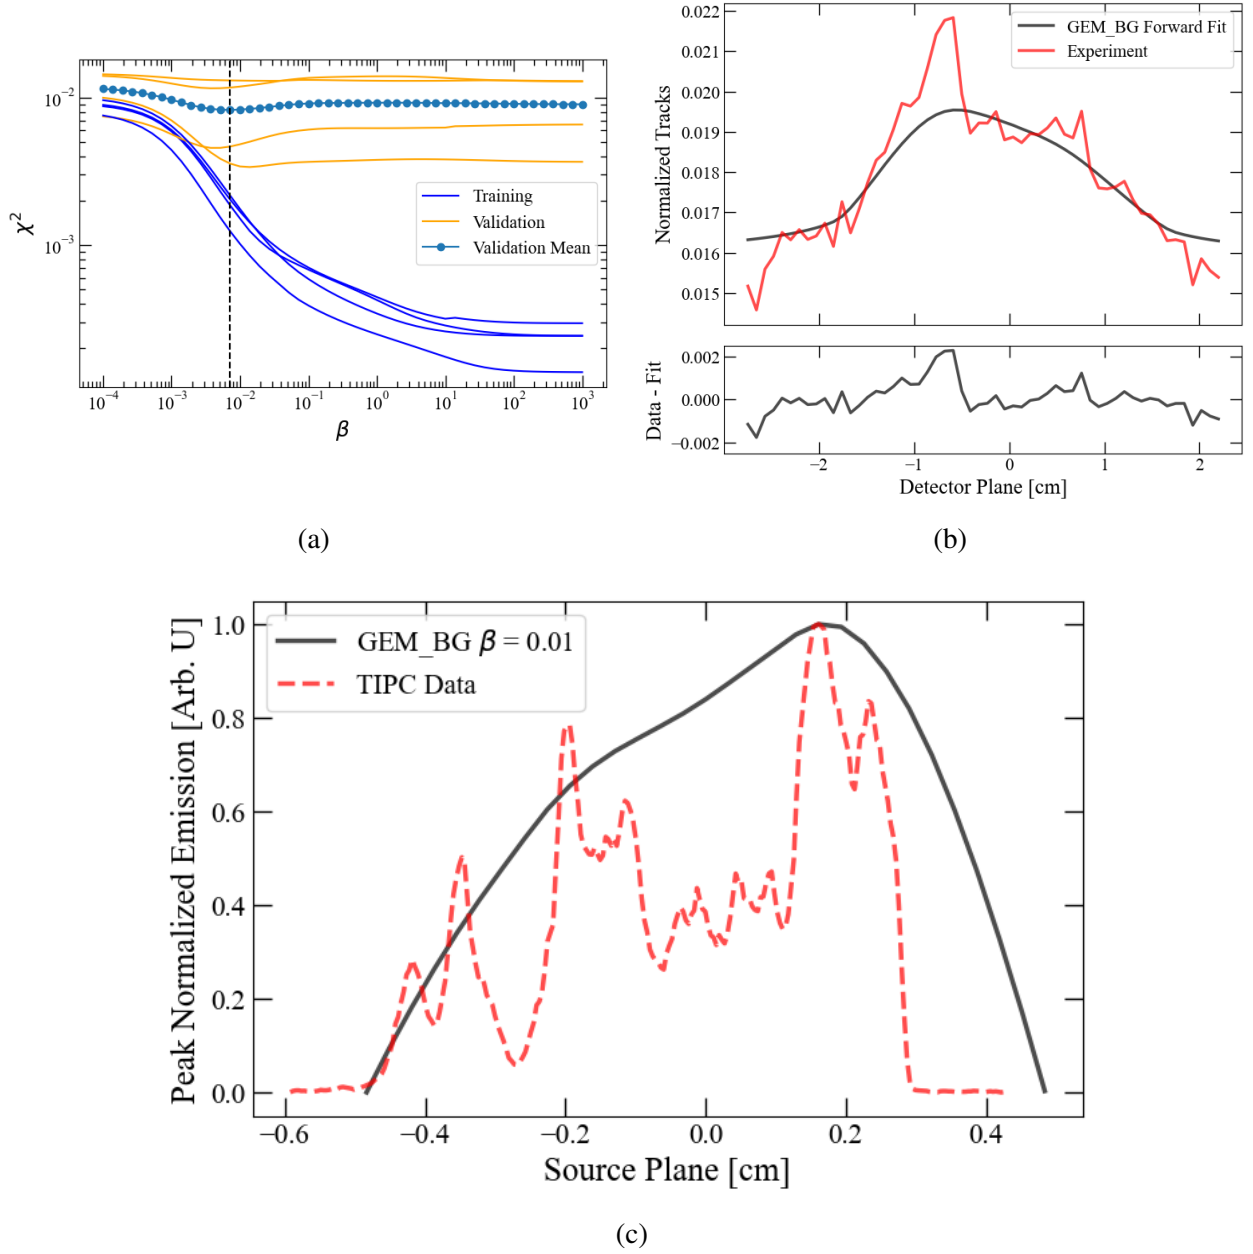 10⁻²
10⁻³
χ²
10⁻⁴ 10⁻³ 10⁻² 10⁻¹ 10⁰ 10¹ 10² 10³
β
Training
Validation
Validation Mean
(a)
0.022
0.021
0.020
0.019
0.018
0.017
0.016
0.015
Normalized Tracks
GEM_BG Forward Fit
Experiment
0.002
0.000
−0.002
Data - Fit
−2 −1 0 1 2
Detector Plane [cm]
(b)
1.0
0.8
0.6
0.4
0.2
0.0
Peak Normalized Emission [Arb. U]
GEM_BG β = 0.01
TIPC Data
−0.6 −0.4 −0.2 0.0 0.2 0.4
Source Plane [cm]
(c)